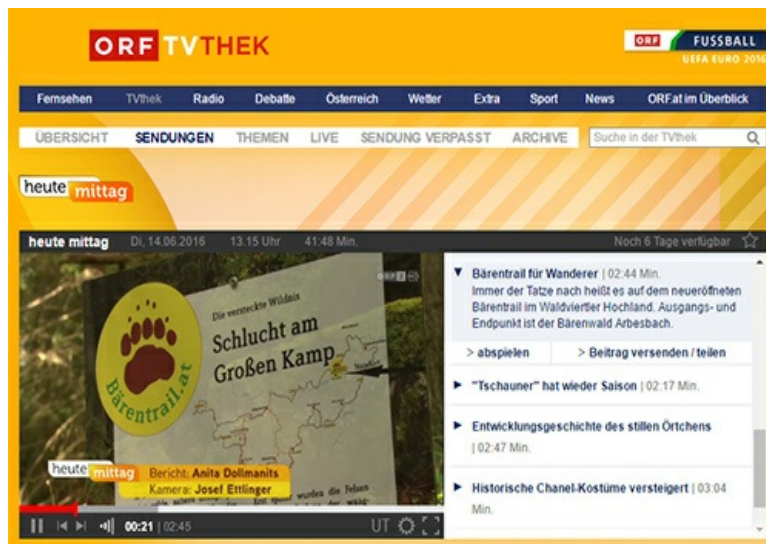 ORF TVTHEK
ORF FUSSBALL
UEFA EURO 2016
Fernsehen TVthek Radio Debatte Österreich Wetter Extra Sport News ORF.at im Überblick
ÜBERSICHT SENDUNGEN THEMEN LIVE SENDUNG VERPASST ARCHIVE Suche in der TVthek
heute mittag
heute mittag Di, 14.06.2016 13.15 Uhr 41:48 Min. Noch 6 Tage verfügbar
ORF 2 HD
Die versteckte Wildnis
Schlucht am
Großen Kamp
Bärentrail.at
heute mittag
Bericht: Anita Dollmanits
Kamera: Josef Ettlinger
wurden die Felsen
00:21 | 02:45 UT
Bärentrail für Wanderer | 02:44 Min.
Immer der Tatze nach heißt es auf dem neueröffneten
Bärentrail im Waldviertler Hochland. Ausgangs- und
Endpunkt ist der Bärenwald Arbesbach.
> abspielen > Beitrag versenden / teilen
"Tschauner" hat wieder Saison | 02:17 Min.
Entwicklungsgeschichte des stillen Örtchens
| 02:47 Min.
Historische Chanel-Kostüme versteigert | 03:04
Min.